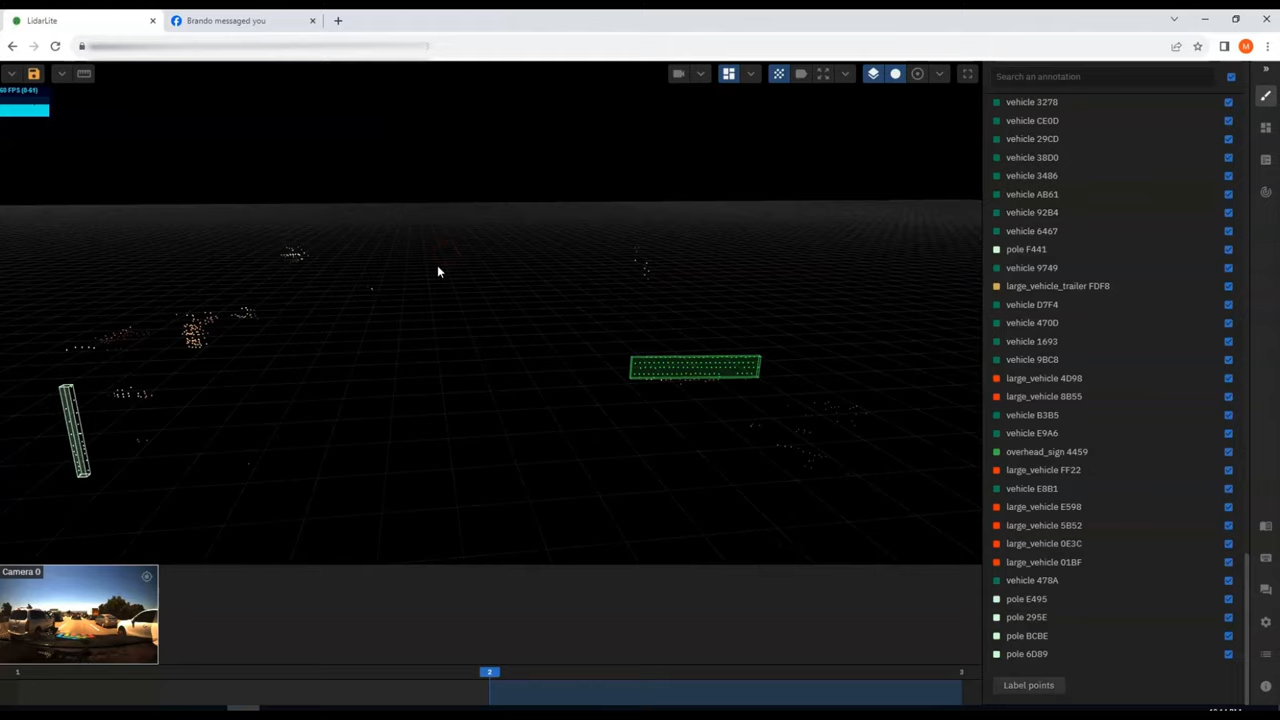 LidarLite
Brando messaged you
60 FPS (0-61)
Search an annotation
vehicle 3278
vehicle CE0D
vehicle 29CD
vehicle 38D0
vehicle 3486
vehicle AB61
vehicle 92B4
vehicle 6467
pole F441
vehicle 9749
large_vehicle_trailer FDF8
vehicle D7F4
vehicle 470D
vehicle 1693
vehicle 9BC8
large_vehicle 4D98
large_vehicle 8B55
vehicle B3B5
vehicle E9A6
overhead_sign 4459
large_vehicle FF22
vehicle E8B1
large_vehicle E598
large_vehicle 5B52
large_vehicle 0E3C
large_vehicle 01BF
vehicle 478A
pole E495
pole 295E
pole BCBE
pole 6D89
Label points
Camera 0
1 2 3